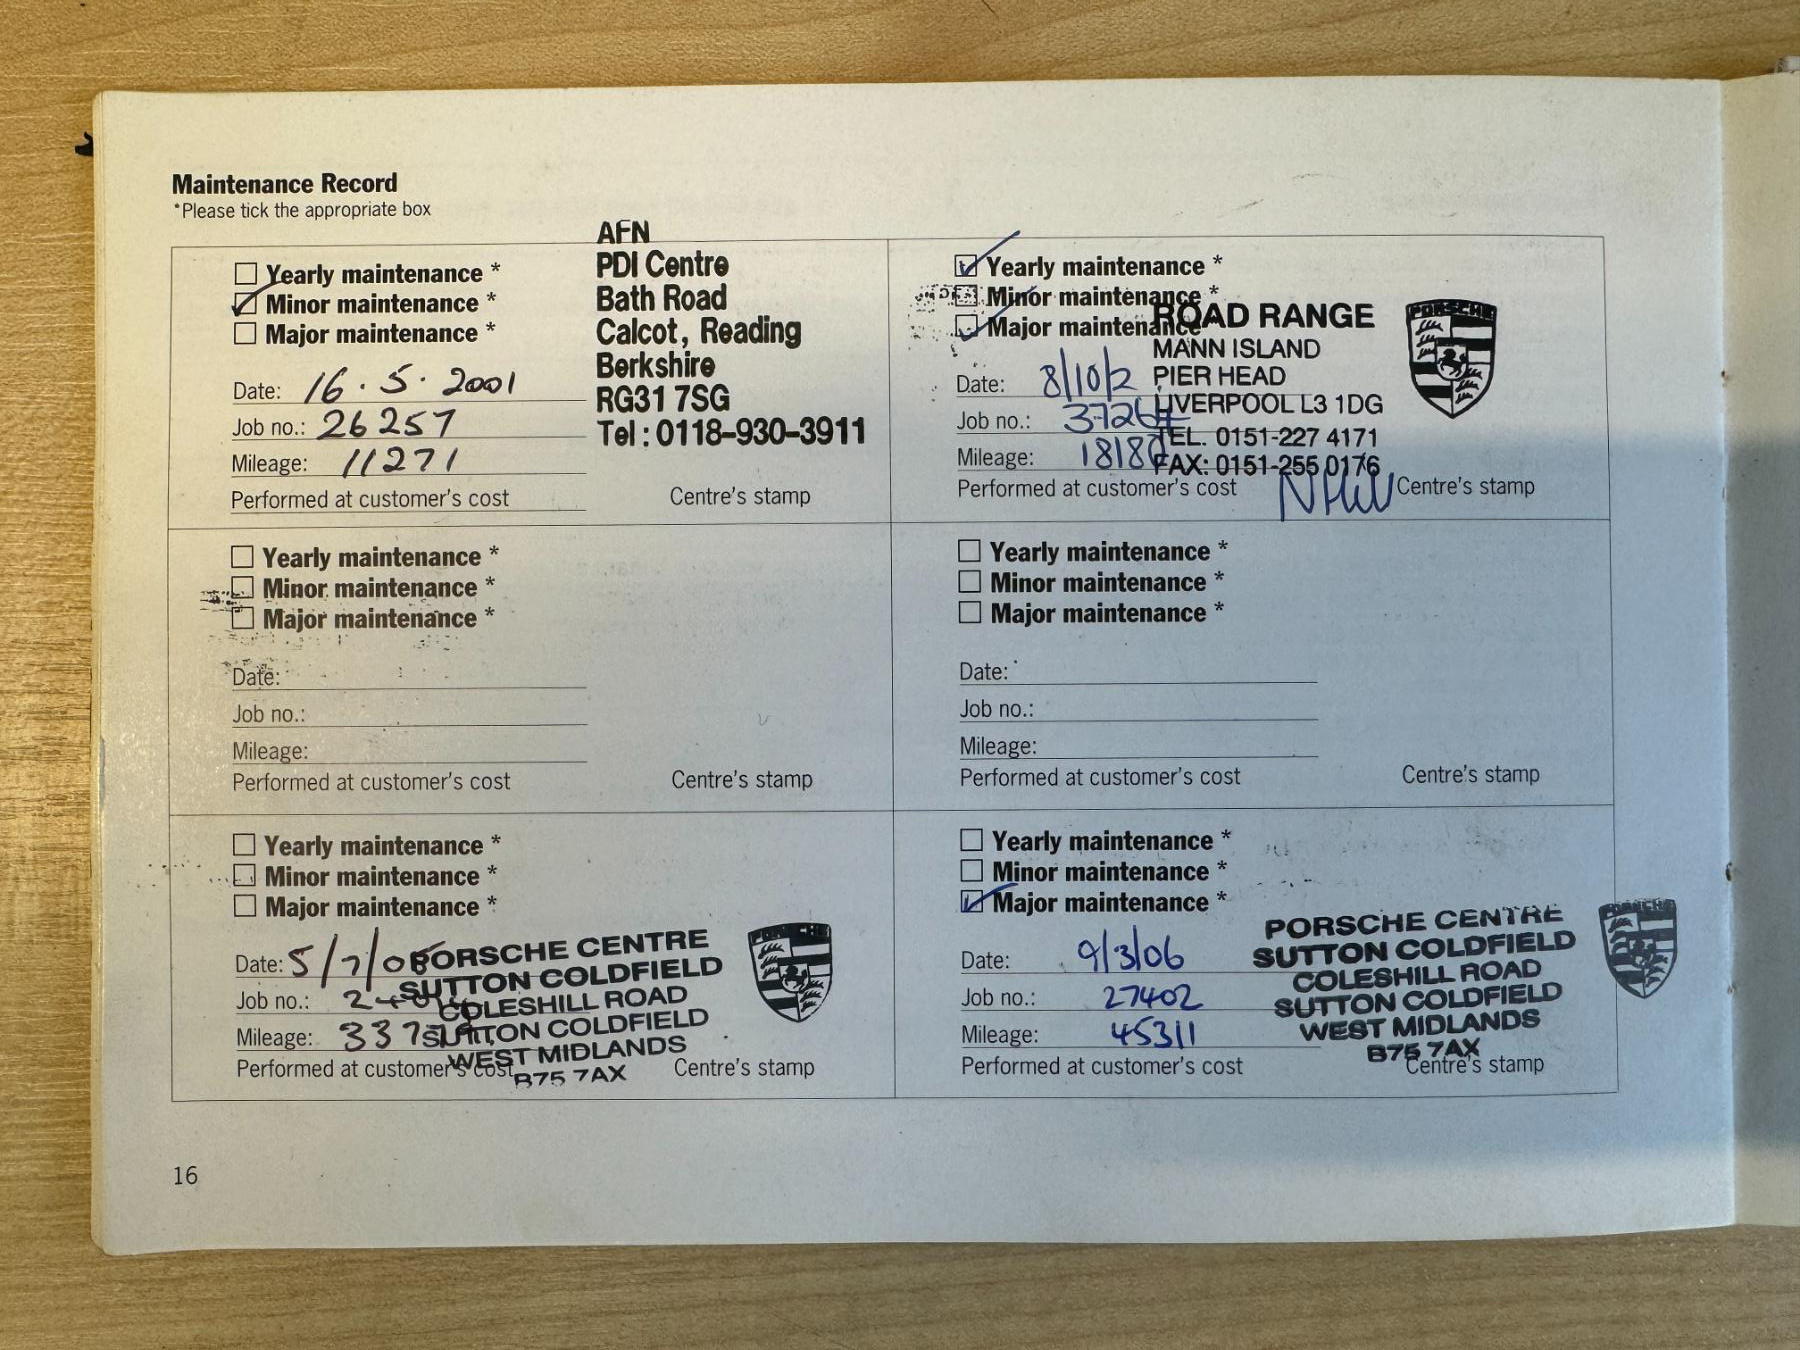 Maintenance Record
*Please tick the appropriate box
Yearly maintenance *
Minor maintenance *
Major maintenance *
Date: 16.5.2001
Job no.: 26257
Mileage: 11271
Performed at customer's cost
AFN
PDI Centre
Bath Road
Calcot, Reading
Berkshire
RG31 7SG
Tel : 0118-930-3911
Centre's stamp
Yearly maintenance *
Minor maintenance *
Major maintenance *
Date: 8/10/2
Job no.:
Mileage:
Performed at customer's cost
ROAD RANGE
MANN ISLAND
PIER HEAD
LIVERPOOL L3 1DG
TEL. 0151-227 4171
FAX: 0151-255 0176
PORSCHE
Centre's stamp
Yearly maintenance *
Minor maintenance *
Major maintenance *
Date:
Job no.:
Mileage:
Performed at customer's cost
Centre's stamp
Yearly maintenance *
Minor maintenance *
Major maintenance *
Date:
Job no.:
Mileage:
Performed at customer's cost
Centre's stamp
Yearly maintenance *
Minor maintenance *
Major maintenance *
Date:
Job no.:
Mileage:
Performed at customer's cost
PORSCHE CENTRE
SUTTON COLDFIELD
COLESHILL ROAD
SUTTON COLDFIELD
WEST MIDLANDS
B75 7AX
PORSCHE
Centre's stamp
Yearly maintenance *
Minor maintenance *
Major maintenance *
Date: 9/3/06
Job no.: 27402
Mileage: 45311
Performed at customer's cost
PORSCHE CENTRE
SUTTON COLDFIELD
COLESHILL ROAD
SUTTON COLDFIELD
WEST MIDLANDS
B75 7AX
Centre's stamp
16